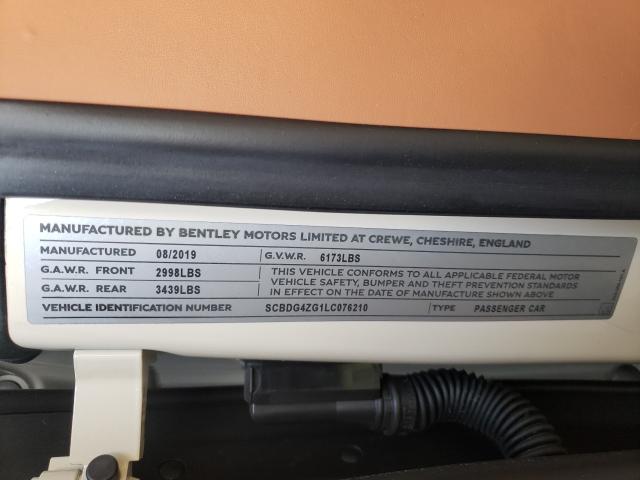 MANUFACTURED BY BENTLEY MOTORS LIMITED AT CREWE, CHESHIRE, ENGLAND
MANUFACTURED 08/2019 G.V.W.R. 6173LBS
G.A.W.R. FRONT 2998LBS
G.A.W.R. REAR 3439LBS
THIS VEHICLE CONFORMS TO ALL APPLICABLE FEDERAL MOTOR
VEHICLE SAFETY, BUMPER AND THEFT PREVENTION STANDARDS
IN EFFECT ON THE DATE OF MANUFACTURE SHOWN ABOVE
VEHICLE IDENTIFICATION NUMBER SCBDG4ZG1LC076210 TYPE PASSENGER CAR